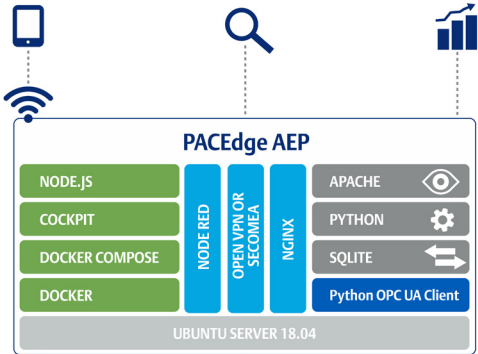 PACEdge AEP
NODE.JS
COCKPIT
DOCKER COMPOSE
DOCKER
NODE RED
OPEN VPN OR
SECOMEA
NGINX
APACHE
PYTHON
SQLITE
Python OPC UA Client
UBUNTU SERVER 18.04